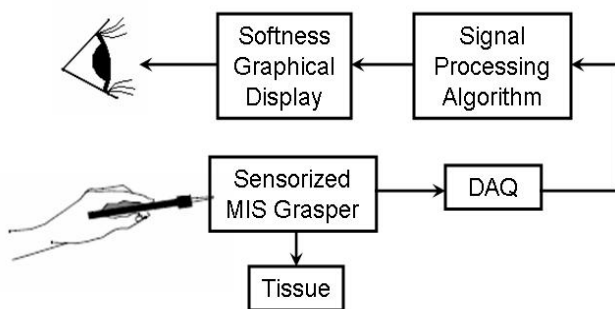 Softness
Graphical
Display
Signal
Processing
Algorithm
Sensorized
MIS Grasper
DAQ
Tissue